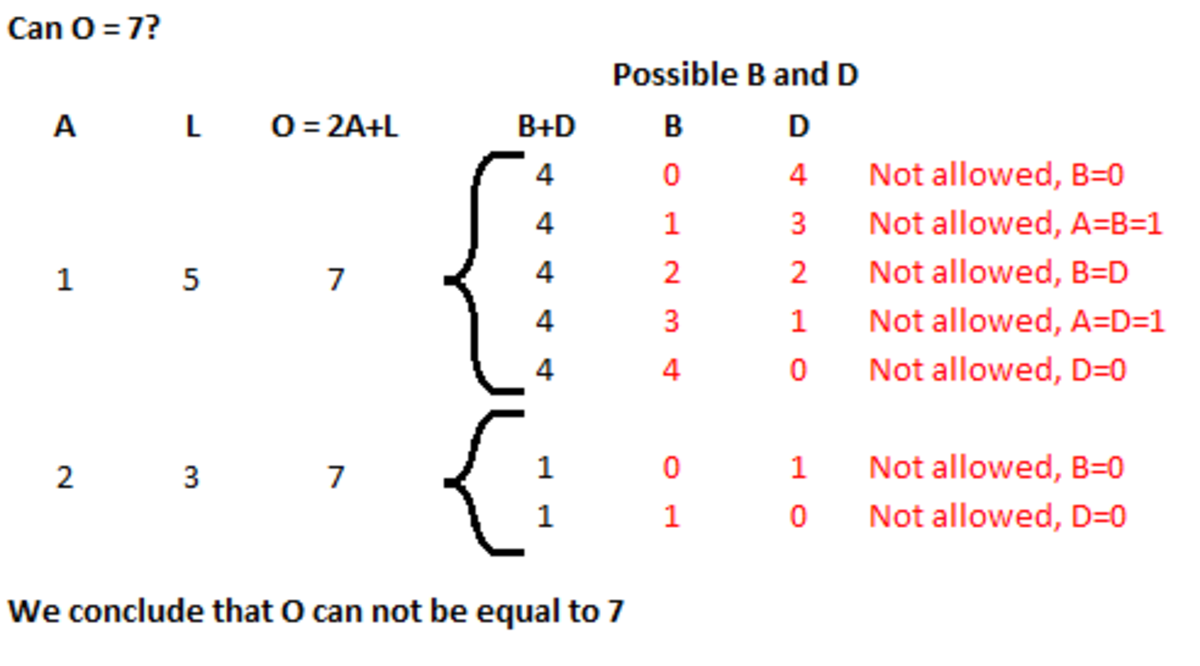 Can O = 7?
Possible B and D
A L O = 2A+L B+D B D
4 0 4 Not allowed, B=0
4 1 3 Not allowed, A=B=1
1 5 7 4 2 2 Not allowed, B=D
4 3 1 Not allowed, A=D=1
4 4 0 Not allowed, D=0
2 3 7 1 0 1 Not allowed, B=0
1 1 0 Not allowed, D=0
We conclude that O can not be equal to 7